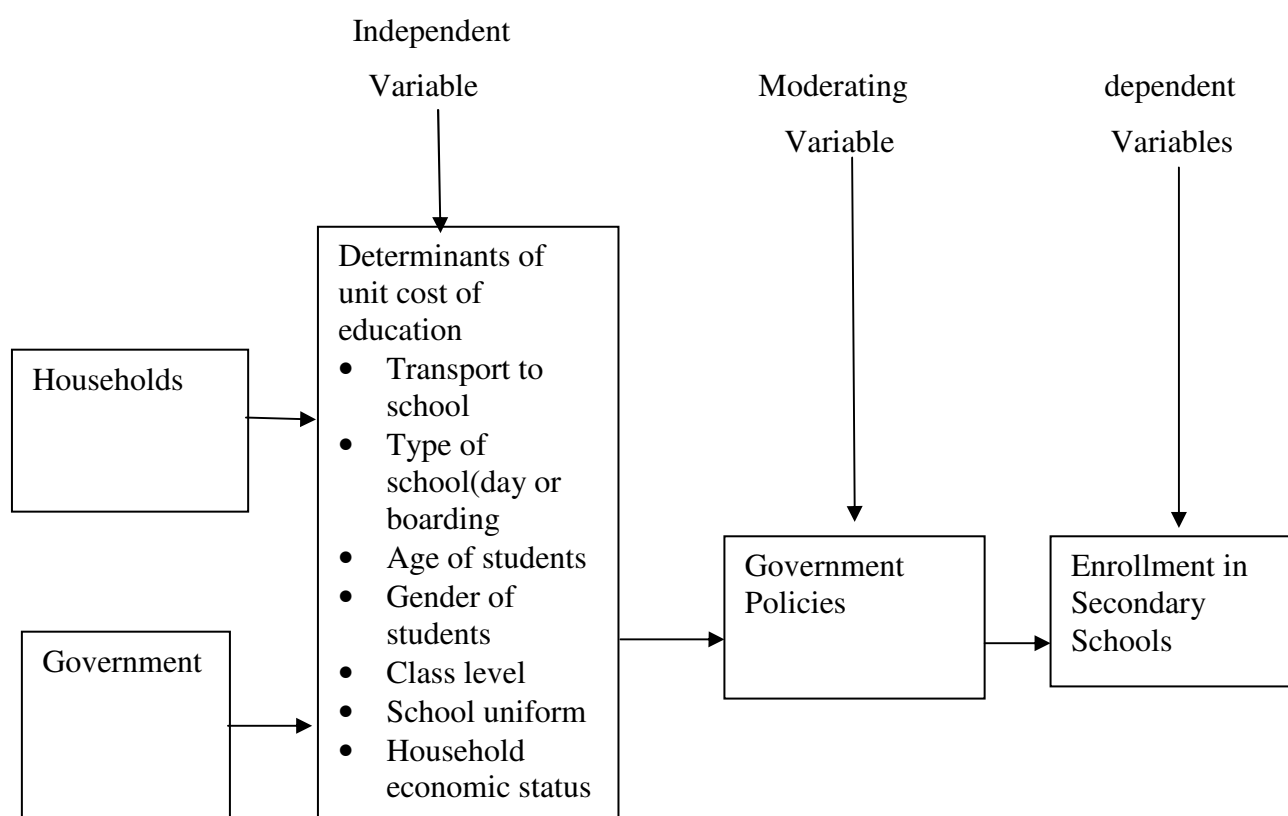 Independent
Variable
Moderating
Variable
dependent
Variables
Households
Government
Determinants of
unit cost of
education
• Transport to
school
• Type of
school(day or
boarding
• Age of students
• Gender of
students
• Class level
• School uniform
• Household
economic status
Government
Policies
Enrollment in
Secondary
Schools